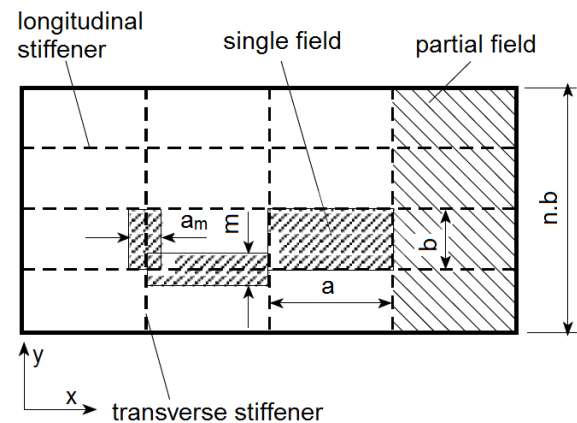 longitudinal
stiffener
single field
partial field
am
m
b
n.b
a
y
x
transverse stiffener